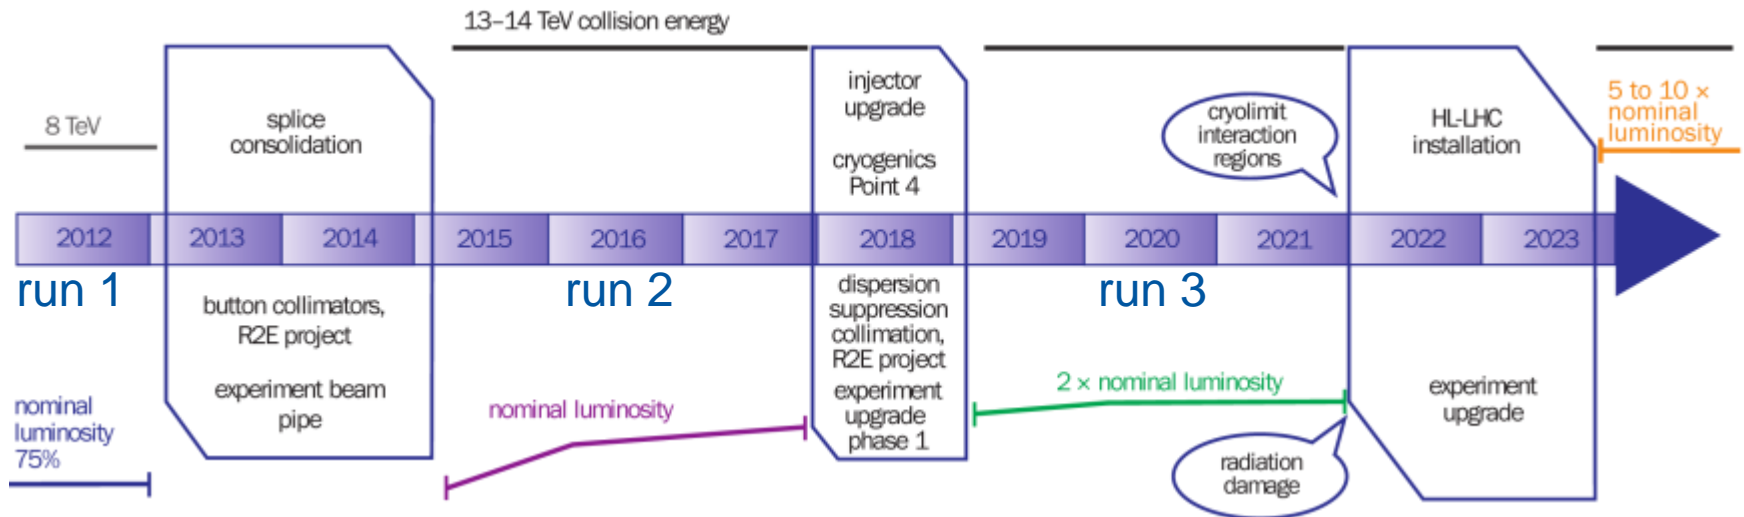 13–14 TeV collision energy
8 TeV
splice
consolidation
injector
upgrade
cryogenics
Point 4
cryolimit
interaction
regions
HL-LHC
installation
5 to 10 ×
nominal
luminosity
2012
2013
2014
2015
2016
2017
2018
2019
2020
2021
2022
2023
run 1
run 2
run 3
button collimators,
R2E project
experiment beam
pipe
dispersion
suppression
collimation,
R2E project
experiment
upgrade
phase 1
nominal
luminosity
75%
nominal luminosity
2 × nominal luminosity
radiation
damage
experiment
upgrade